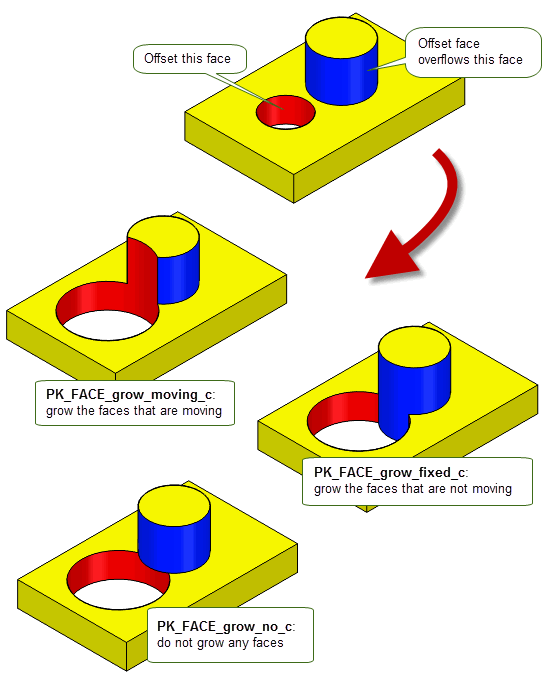 Offset this face
Offset face
overflows this face
PK_FACE_grow_moving_c:
grow the faces that are moving
PK_FACE_grow_fixed_c:
grow the faces that are not moving
PK_FACE_grow_no_c:
do not grow any faces